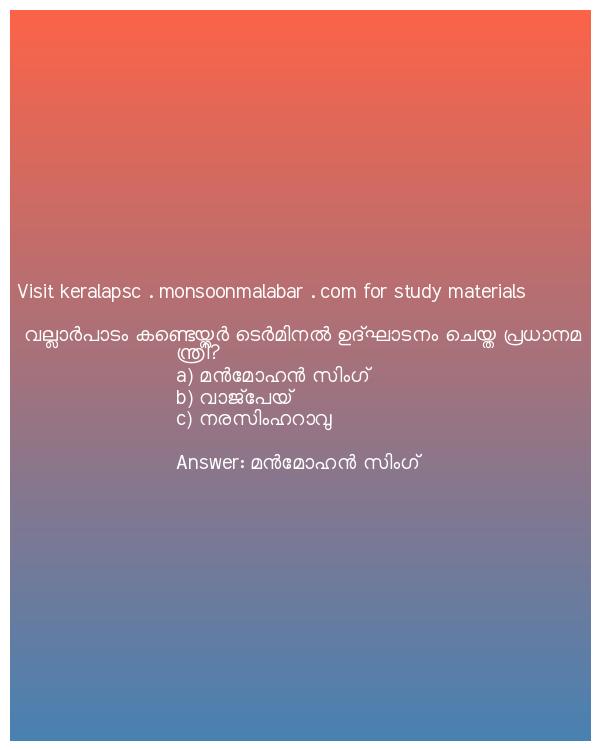 Visit keralapsc . monsoonmalabar . com for study materials
വല്ലാർപാടം കണ്ടെയ്നർ ടെർമിനൽ ഉദ്ഘാടനം ചെയ്ത പ്രധാനമ
ന്ത്രി?
a) മൻമോഹൻ സിംഗ്
b) വാജ്പേയ്
c) നരസിംഹറാവു
Answer: മൻമോഹൻ സിംഗ്